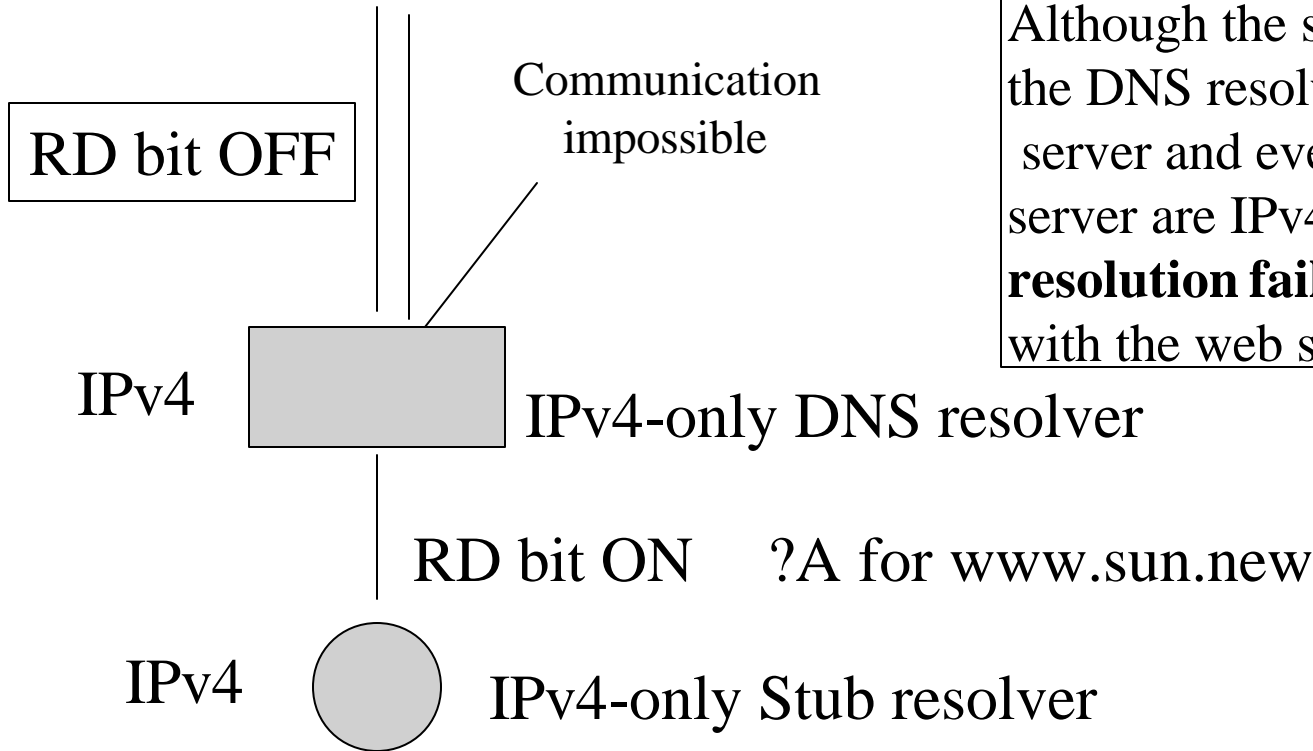 Although the s
the DNS resolv
server and eve
server are IPv4
resolution fail
with the web s
Communication
impossible
RD bit OFF
IPv4
IPv4-only DNS resolver
RD bit ON ?A for www.sun.new
IPv4
IPv4-only Stub resolver